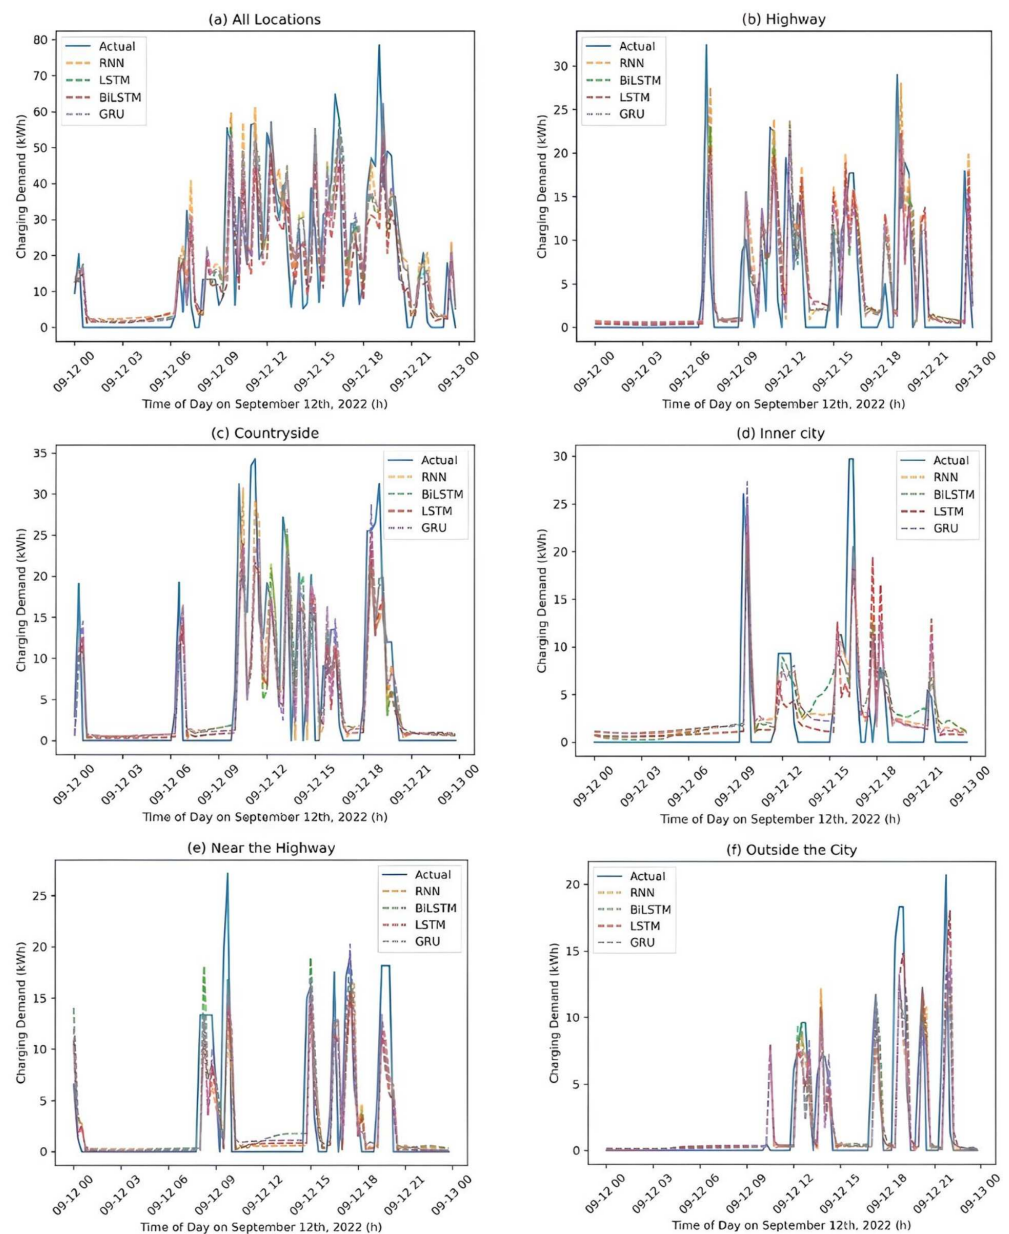 (a) All Locations
Charging Demand (kWh)
80
70
60
50
40
30
20
10
0
Actual
RNN
LSTM
BiLSTM
GRU
09-12 00
09-12 03
09-12 06
09-12 09
09-12 12
09-12 15
09-12 18
09-12 21
09-13 00
Time of Day on September 12th, 2022 (h)
(b) Highway
Charging Demand (kWh)
30
25
20
15
10
5
0
Actual
RNN
BiLSTM
LSTM
GRU
09-12 00
09-12 03
09-12 06
09-12 09
09-12 12
09-12 15
09-12 18
09-12 21
09-13 00
Time of Day on September 12th, 2022 (h)
(c) Countryside
Charging Demand (kWh)
35
30
25
20
15
10
5
0
Actual
RNN
BiLSTM
LSTM
GRU
09-12 00
09-12 03
09-12 06
09-12 09
09-12 12
09-12 15
09-12 18
09-12 21
09-13 00
Time of Day on September 12th, 2022 (h)
(d) Inner city
Charging Demand (kWh)
30
25
20
15
10
5
0
Actual
RNN
BiLSTM
LSTM
GRU
09-12 00
09-12 03
09-12 06
09-12 09
09-12 12
09-12 15
09-12 18
09-12 21
09-13 00
Time of Day on September 12th, 2022 (h)
(e) Near the Highway
Charging Demand (kWh)
25
20
15
10
5
0
Actual
RNN
BiLSTM
LSTM
GRU
09-12 00
09-12 03
09-12 06
09-12 09
09-12 12
09-12 15
09-12 18
09-12 21
09-13 00
Time of Day on September 12th, 2022 (h)
(f) Outside the City
Charging Demand (kWh)
20
15
10
5
0
Actual
RNN
BiLSTM
LSTM
GRU
09-12 00
09-12 03
09-12 06
09-12 09
09-12 12
09-12 15
09-12 18
09-12 21
09-13 00
Time of Day on September 12th, 2022 (h)